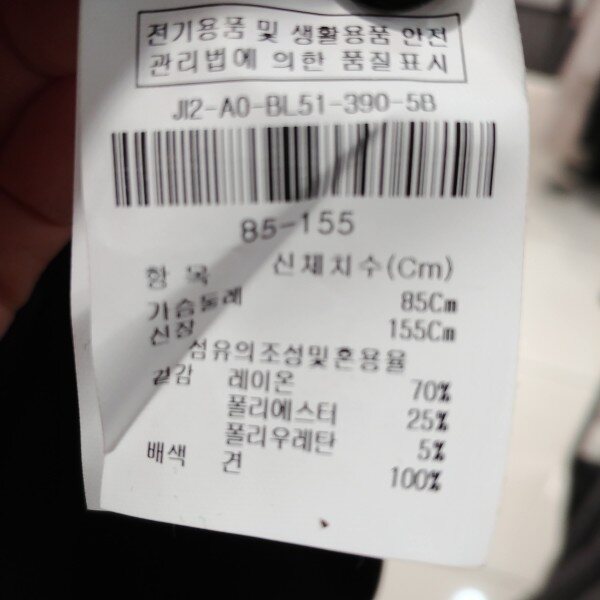 전기용품 및 생활용품 안전
관리법에 의한 품질표시
JI2-A0-BL51-390-5B
85-155
항 목 신체치수(Cm)
가슴둘레 85Cm
신장 155Cm
섬유의조성및혼용율
겉감 레이온 70%
폴리에스터 25%
폴리우레탄 5%
배색 견 100%